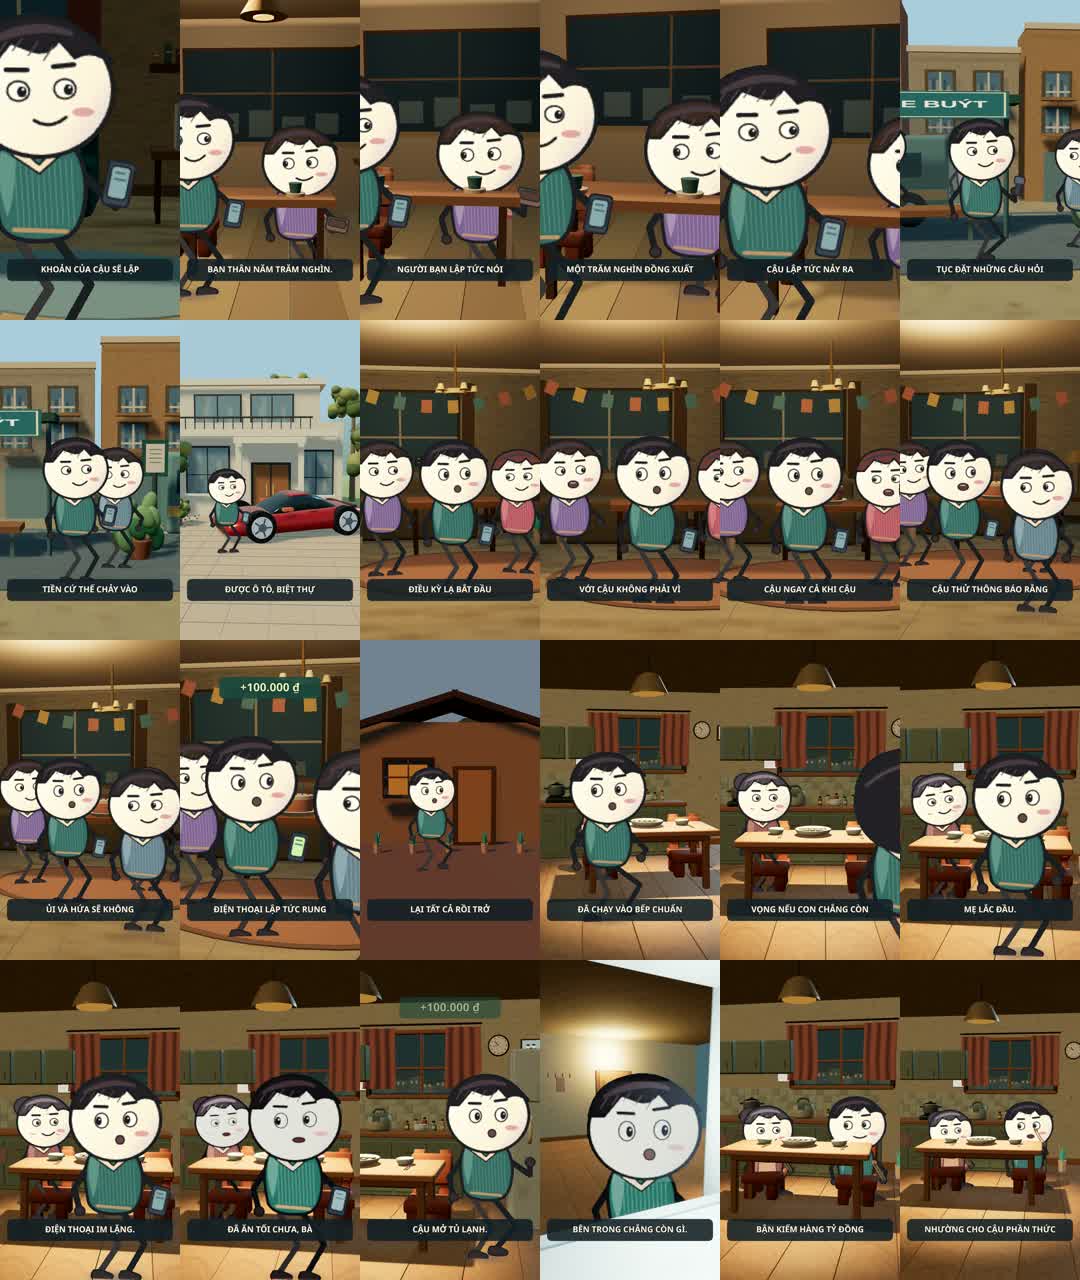 KHOẢN CỦA CẬU SẼ LẬP
BẠN THÂN NĂM TRĂM NGHÌN.
NGƯỜI BẠN LẬP TỨC NÓI
MỘT TRĂM NGHÌN ĐỒNG XUẤT
CẬU LẬP TỨC NẢY RA
E BUÝT
TỤC ĐẶT NHỮNG CÂU HỎI
ÝT
TIỀN CỨ THẾ CHẢY VÀO
ĐƯỢC Ô TÔ, BIỆT THỰ
ĐIỀU KỲ LẠ BẮT ĐẦU
VỚI CẬU KHÔNG PHẢI VÌ
CẬU NGAY CẢ KHI CẬU
CẬU THỬ THÔNG BÁO RẰNG
ỦI VÀ HỨA SẼ KHÔNG
+100.000 ₫
ĐIỆN THOẠI LẬP TỨC RUNG
LẠI TẤT CẢ RỒI TRỞ
ĐÃ CHẠY VÀO BẾP CHUẨN
VỌNG NẾU CON CHẲNG CÒN
MẸ LẮC ĐẦU.
ĐIỆN THOẠI IM LẶNG.
ĐÃ ĂN TỐI CHƯA, BÀ
+100.000 ₫
CẬU MỞ TỦ LẠNH.
BÊN TRONG CHẲNG CÒN GÌ.
BẬN KIẾM HÀNG TỶ ĐỒNG
NHƯỜNG CHO CẬU PHẦN THỨC